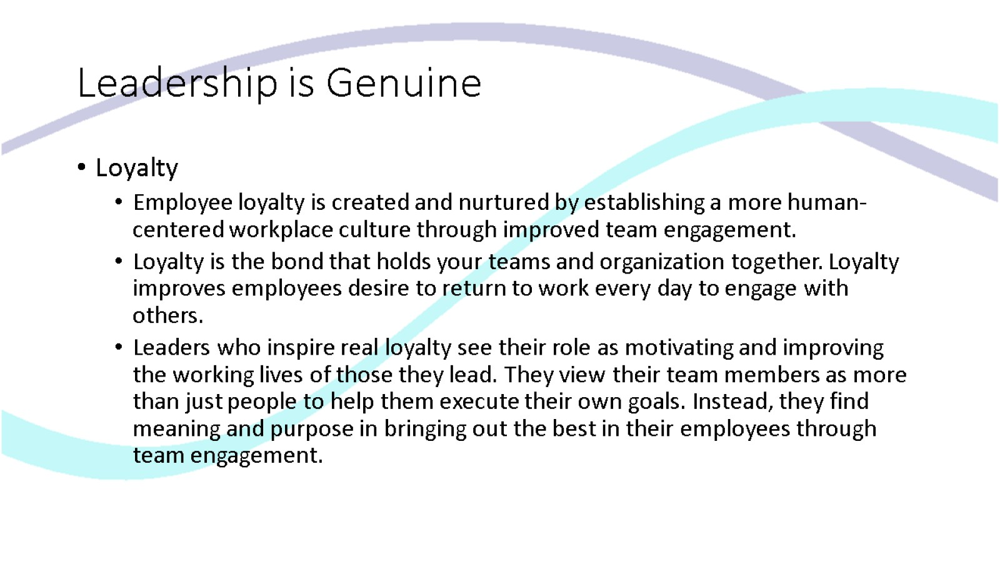 Leadership is Genuine
• Loyalty
• Employee loyalty is created and nurtured by establishing a more human-
centered workplace culture through improved team engagement.
• Loyalty is the bond that holds your teams and organization together. Loyalty
improves employees desire to return to work every day to engage with
others.
• Leaders who inspire real loyalty see their role as motivating and improving
the working lives of those they lead. They view their team members as more
than just people to help them execute their own goals. Instead, they find
meaning and purpose in bringing out the best in their employees through
team engagement.